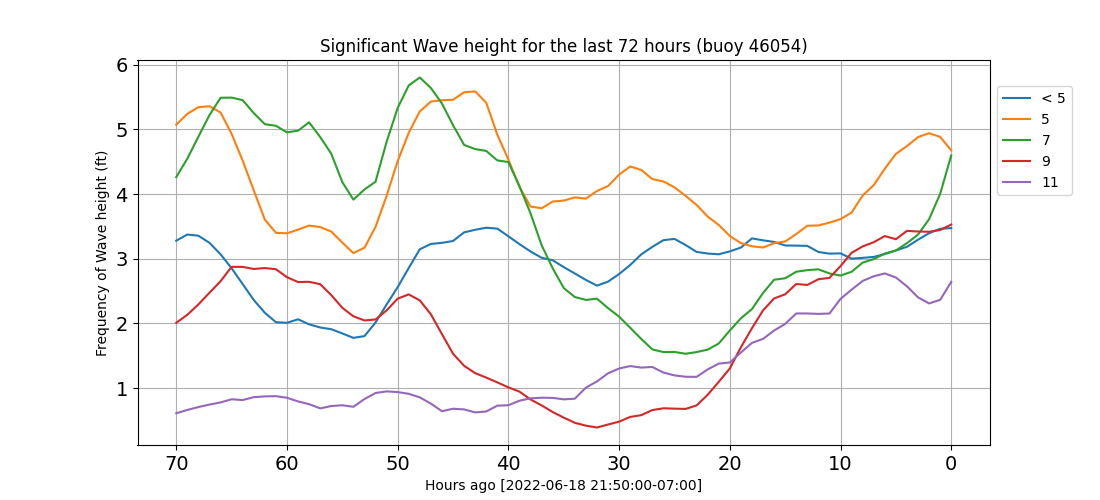 Significant Wave height for the last 72 hours (buoy 46054)
Frequency of Wave height (ft)
6
5
4
3
2
1
70 60 50 40 30 20 10 0
Hours ago [2022-06-18 21:50:00-07:00]
< 5
5
7
9
11